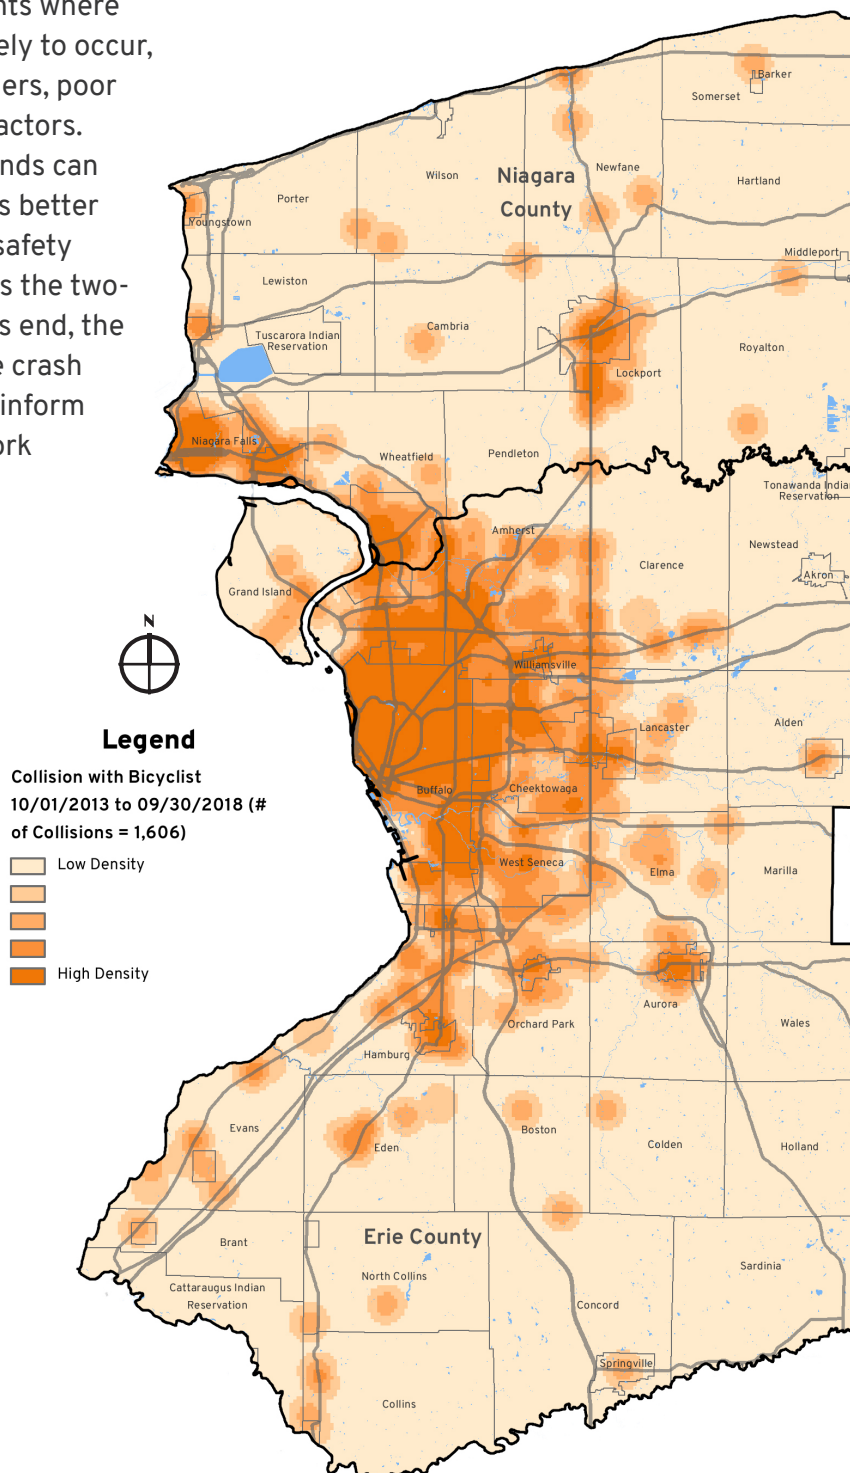 nts where
ely to occur,
ers, poor
actors.
nds can
s better
safety
s the two-
s end, the
e crash
inform
ork
Barker
Somerset
Wilson
Niagara
County
Newfane
Hartland
Porter
Youngstown
Middleport
Lewiston
Tuscarora Indian
Reservation
Cambria
Royalton
Lockport
Niagara Falls
Wheatfield
Pendleton
Tonawanda India
Reservation
Amherst
Newstead
Clarence
Akron
Grand Island
N
Williamsville
Lancaster
Alden
Legend
Collision with Bicyclist
10/01/2013 to 09/30/2018 (#
of Collisions = 1,606)
Low Density
High Density
Buffalo
Cheektowaga
West Seneca
Elma
Marilla
Aurora
Orchard Park
Wales
Hamburg
Evans
Eden
Boston
Colden
Holland
Brant
Erie County
North Collins
Sardinia
Cattaraugus Indian
Reservation
Concord
Springville
Collins